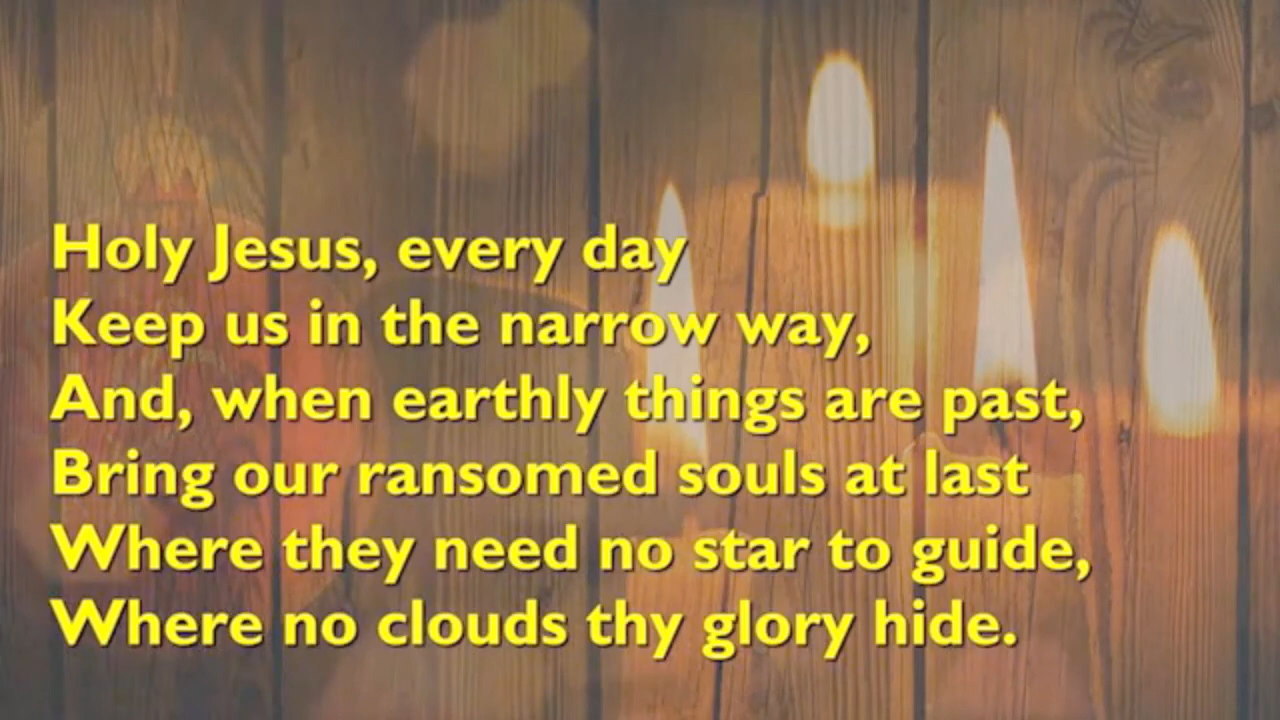 Holy Jesus, every day
Keep us in the narrow way,
And, when earthly things are past,
Bring our ransomed souls at last
Where they need no star to guide,
Where no clouds thy glory hide.